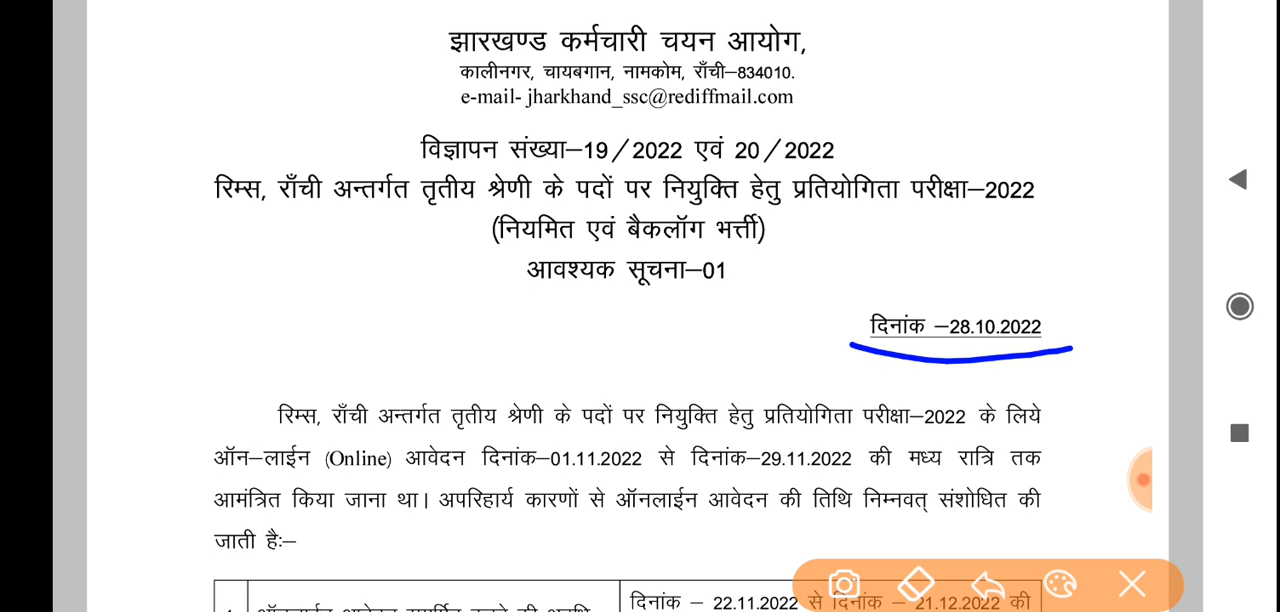 झारखण्ड कर्मचारी चयन आयोग,
कालीनगर, चायबगान, नामकोम, राँची–834010.
e-mail- jharkhand_ssc@rediffmail.com
विज्ञापन संख्या–19/2022 एवं 20/2022
रिम्स, राँची अन्तर्गत तृतीय श्रेणी के पदों पर नियुक्ति हेतु प्रतियोगिता परीक्षा–2022
(नियमित एवं बैकलॉग भर्त्ती)
आवश्यक सूचना–01
दिनांक –28.10.2022
रिम्स, राँची अन्तर्गत तृतीय श्रेणी के पदों पर नियुक्ति हेतु प्रतियोगिता परीक्षा–2022 के लिये
ऑन–लाईन (Online) आवेदन दिनांक–01.11.2022 से दिनांक–29.11.2022 की मध्य रात्रि तक
आमंत्रित किया जाना था। अपरिहार्य कारणों से ऑनलाईन आवेदन की तिथि निम्नवत् संशोधित की
जाती है:–
दिनांक – 22.11.2022 से दिनांक – 21.12.2022 की